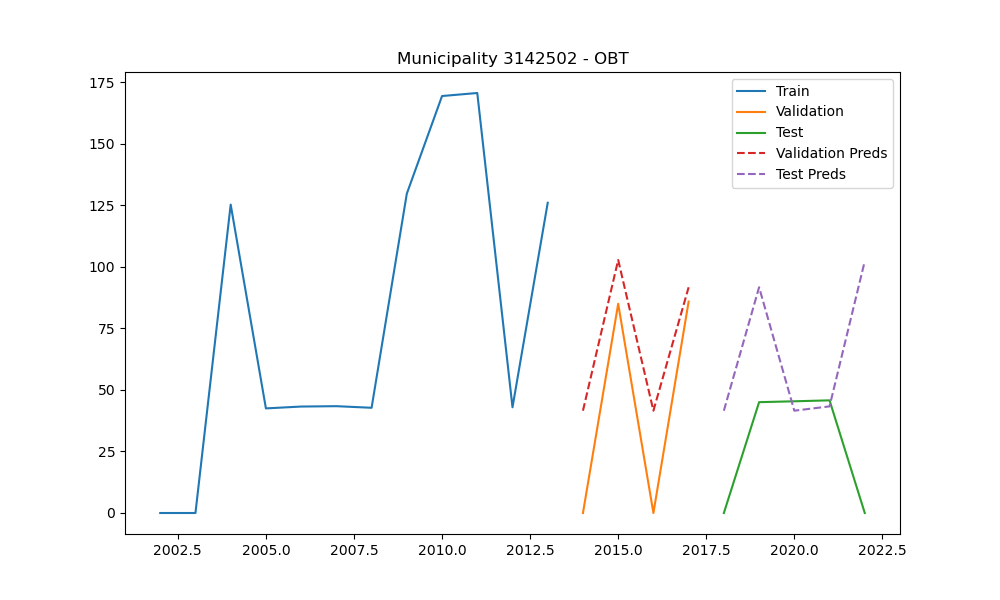 Municipality 3142502 - OBT
175
150
125
100
75
50
25
0
2002.5 2005.0 2007.5 2010.0 2012.5 2015.0 2017.5 2020.0 2022.5
Train
Validation
Test
Validation Preds
Test Preds